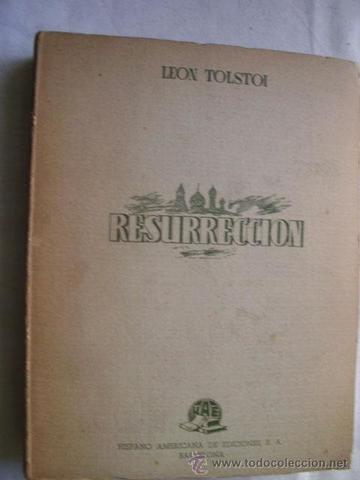 LEON TOLSTOI
RESURRECCION
HAE
HISPANO AMERICANA DE EDICIONES, S. A.
BARCELONA
© www.todocoleccion.net